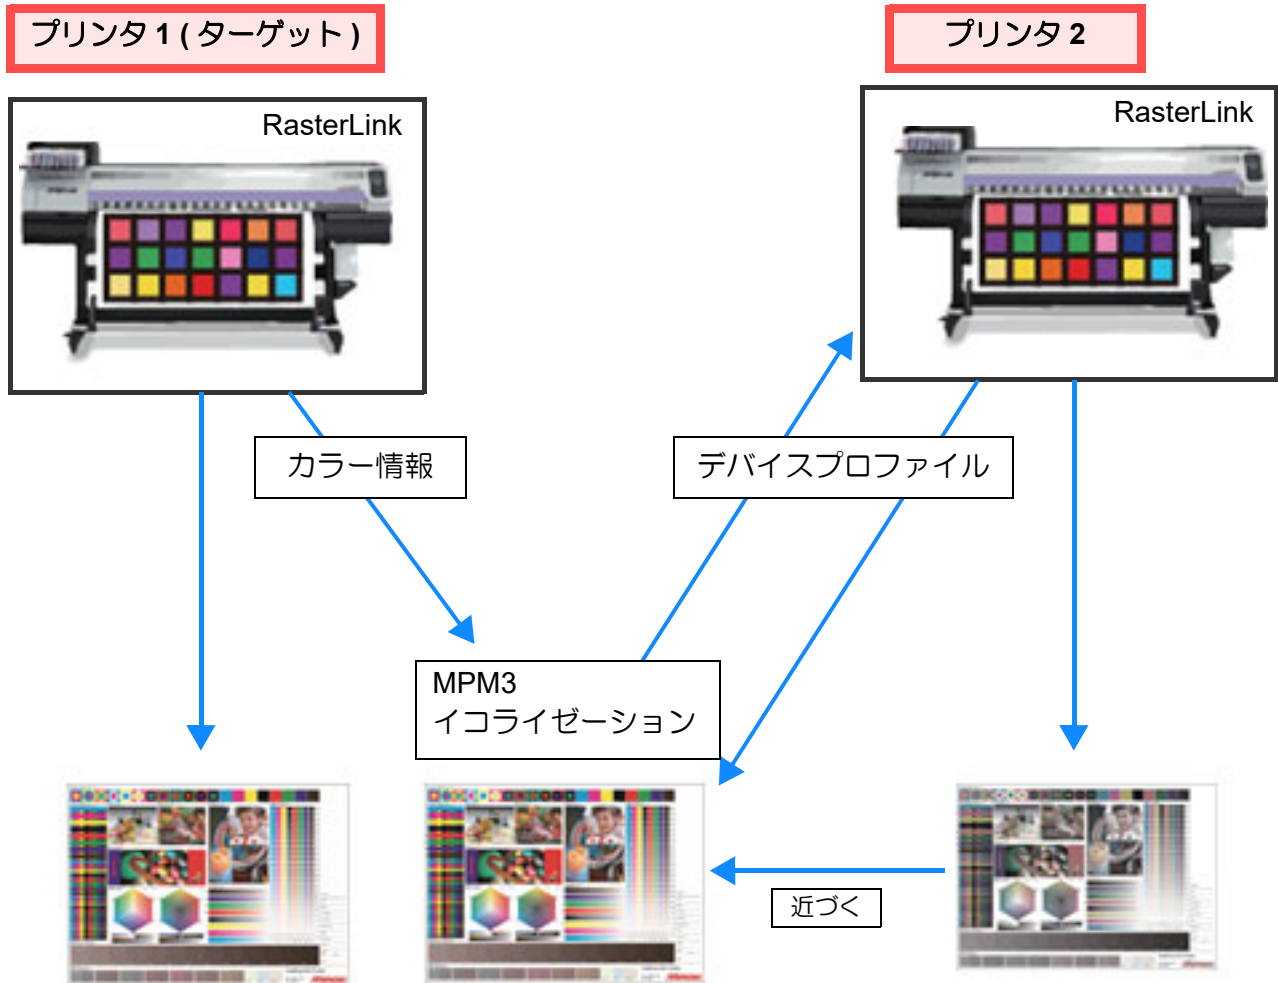 プリンタ 1 ( ターゲット )
プリンタ 2
RasterLink
RasterLink
カラー情報
デバイスプロファイル
MPM3
イコライゼーション
近づく